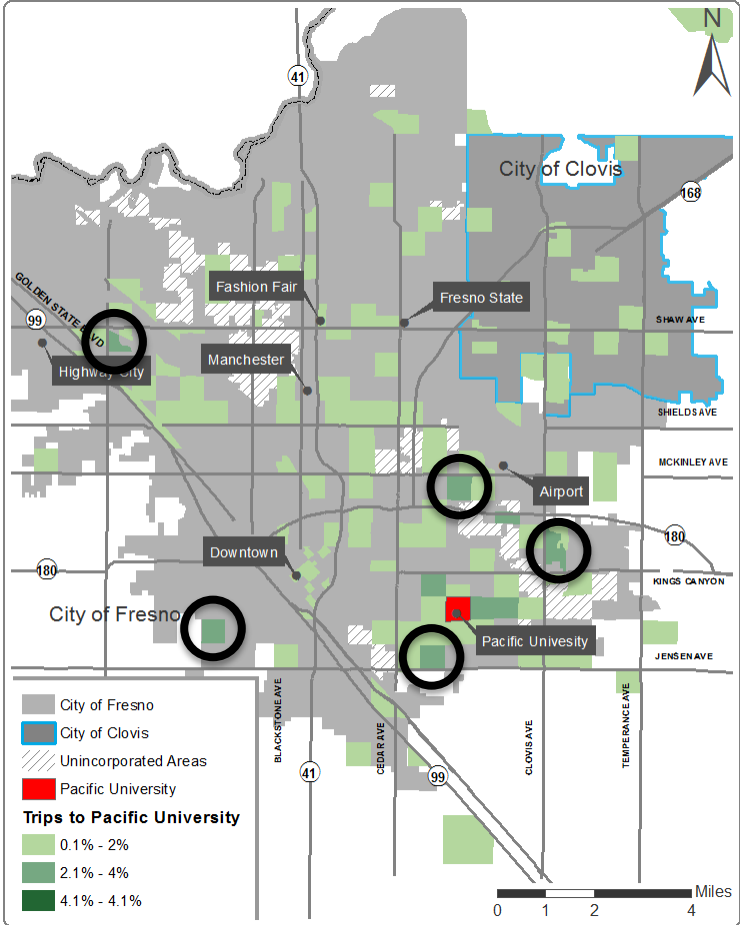 N
41
City of Clovis
168
GOLDEN STATE BLVD
Fashion Fair
Fresno State
99
SHAW AVE
Manchester
Highway City
SHIELDS AVE
MCKINLEY AVE
Airport
180
Downtown
180
KINGS CANYON
City of Fresno
Pacific Univesity
JENSEN AVE
BLACKSTONE AVE
CEDAR AVE
CLOVIS AVE
TEMPERANCE AVE
41
99
City of Fresno
City of Clovis
Unincorporated Areas
Pacific University
Trips to Pacific University
0.1% - 2%
2.1% - 4%
4.1% - 4.1%
Miles
0 1 2 4